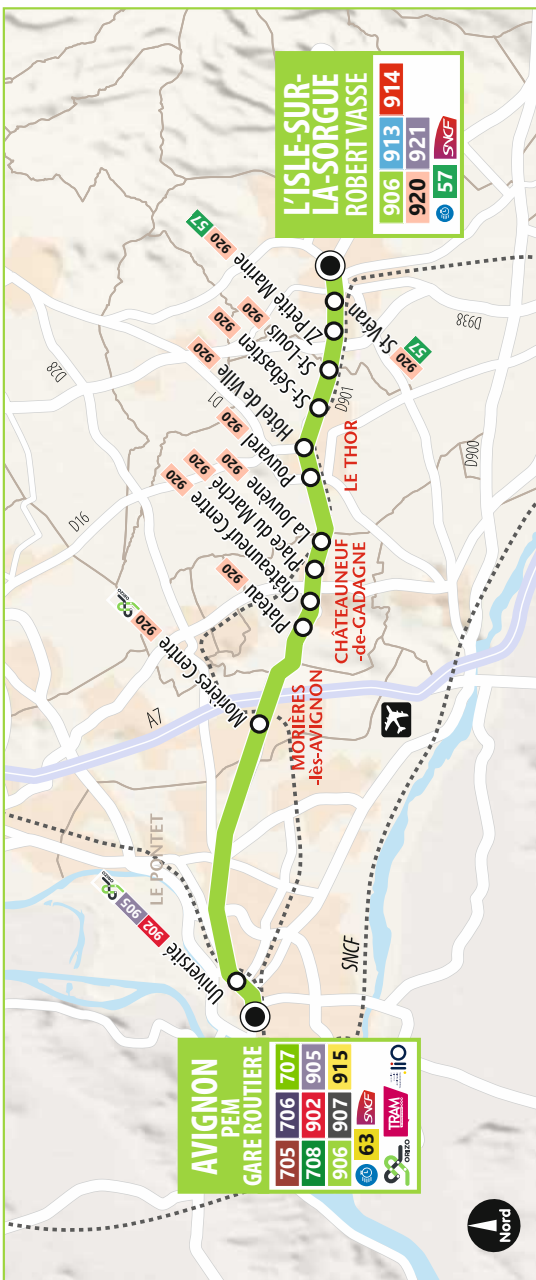 L'ISLE-SUR-
LA-SORGUE
ROBERT VASSE
906 913 914
920 921
57 SNCF
57 920 ZI Petite Marine
St Véran
920 57
920 St-Louis
920 St-Sébastien
920 Hôtel de Ville
920 Pouvarel
920 La Jouvène
920 Place du Marché
920 Châteauneuf Centre
920 Plateau
ORIZO 920 Morières Centre
ORIZO 905 902 Université
LE THOR
CHÂTEAUNEUF
-de-GADAGNE
MORIÈRES
-lès-AVIGNON
LE PONTET
D28
D1
D16
A7
D901
D938
D900
SNCF
AVIGNON
PEM
GARE ROUTIERE
705 706 707
708 902 905
906 907 915
63 SNCF
ORIZO TRAM liO
Nord